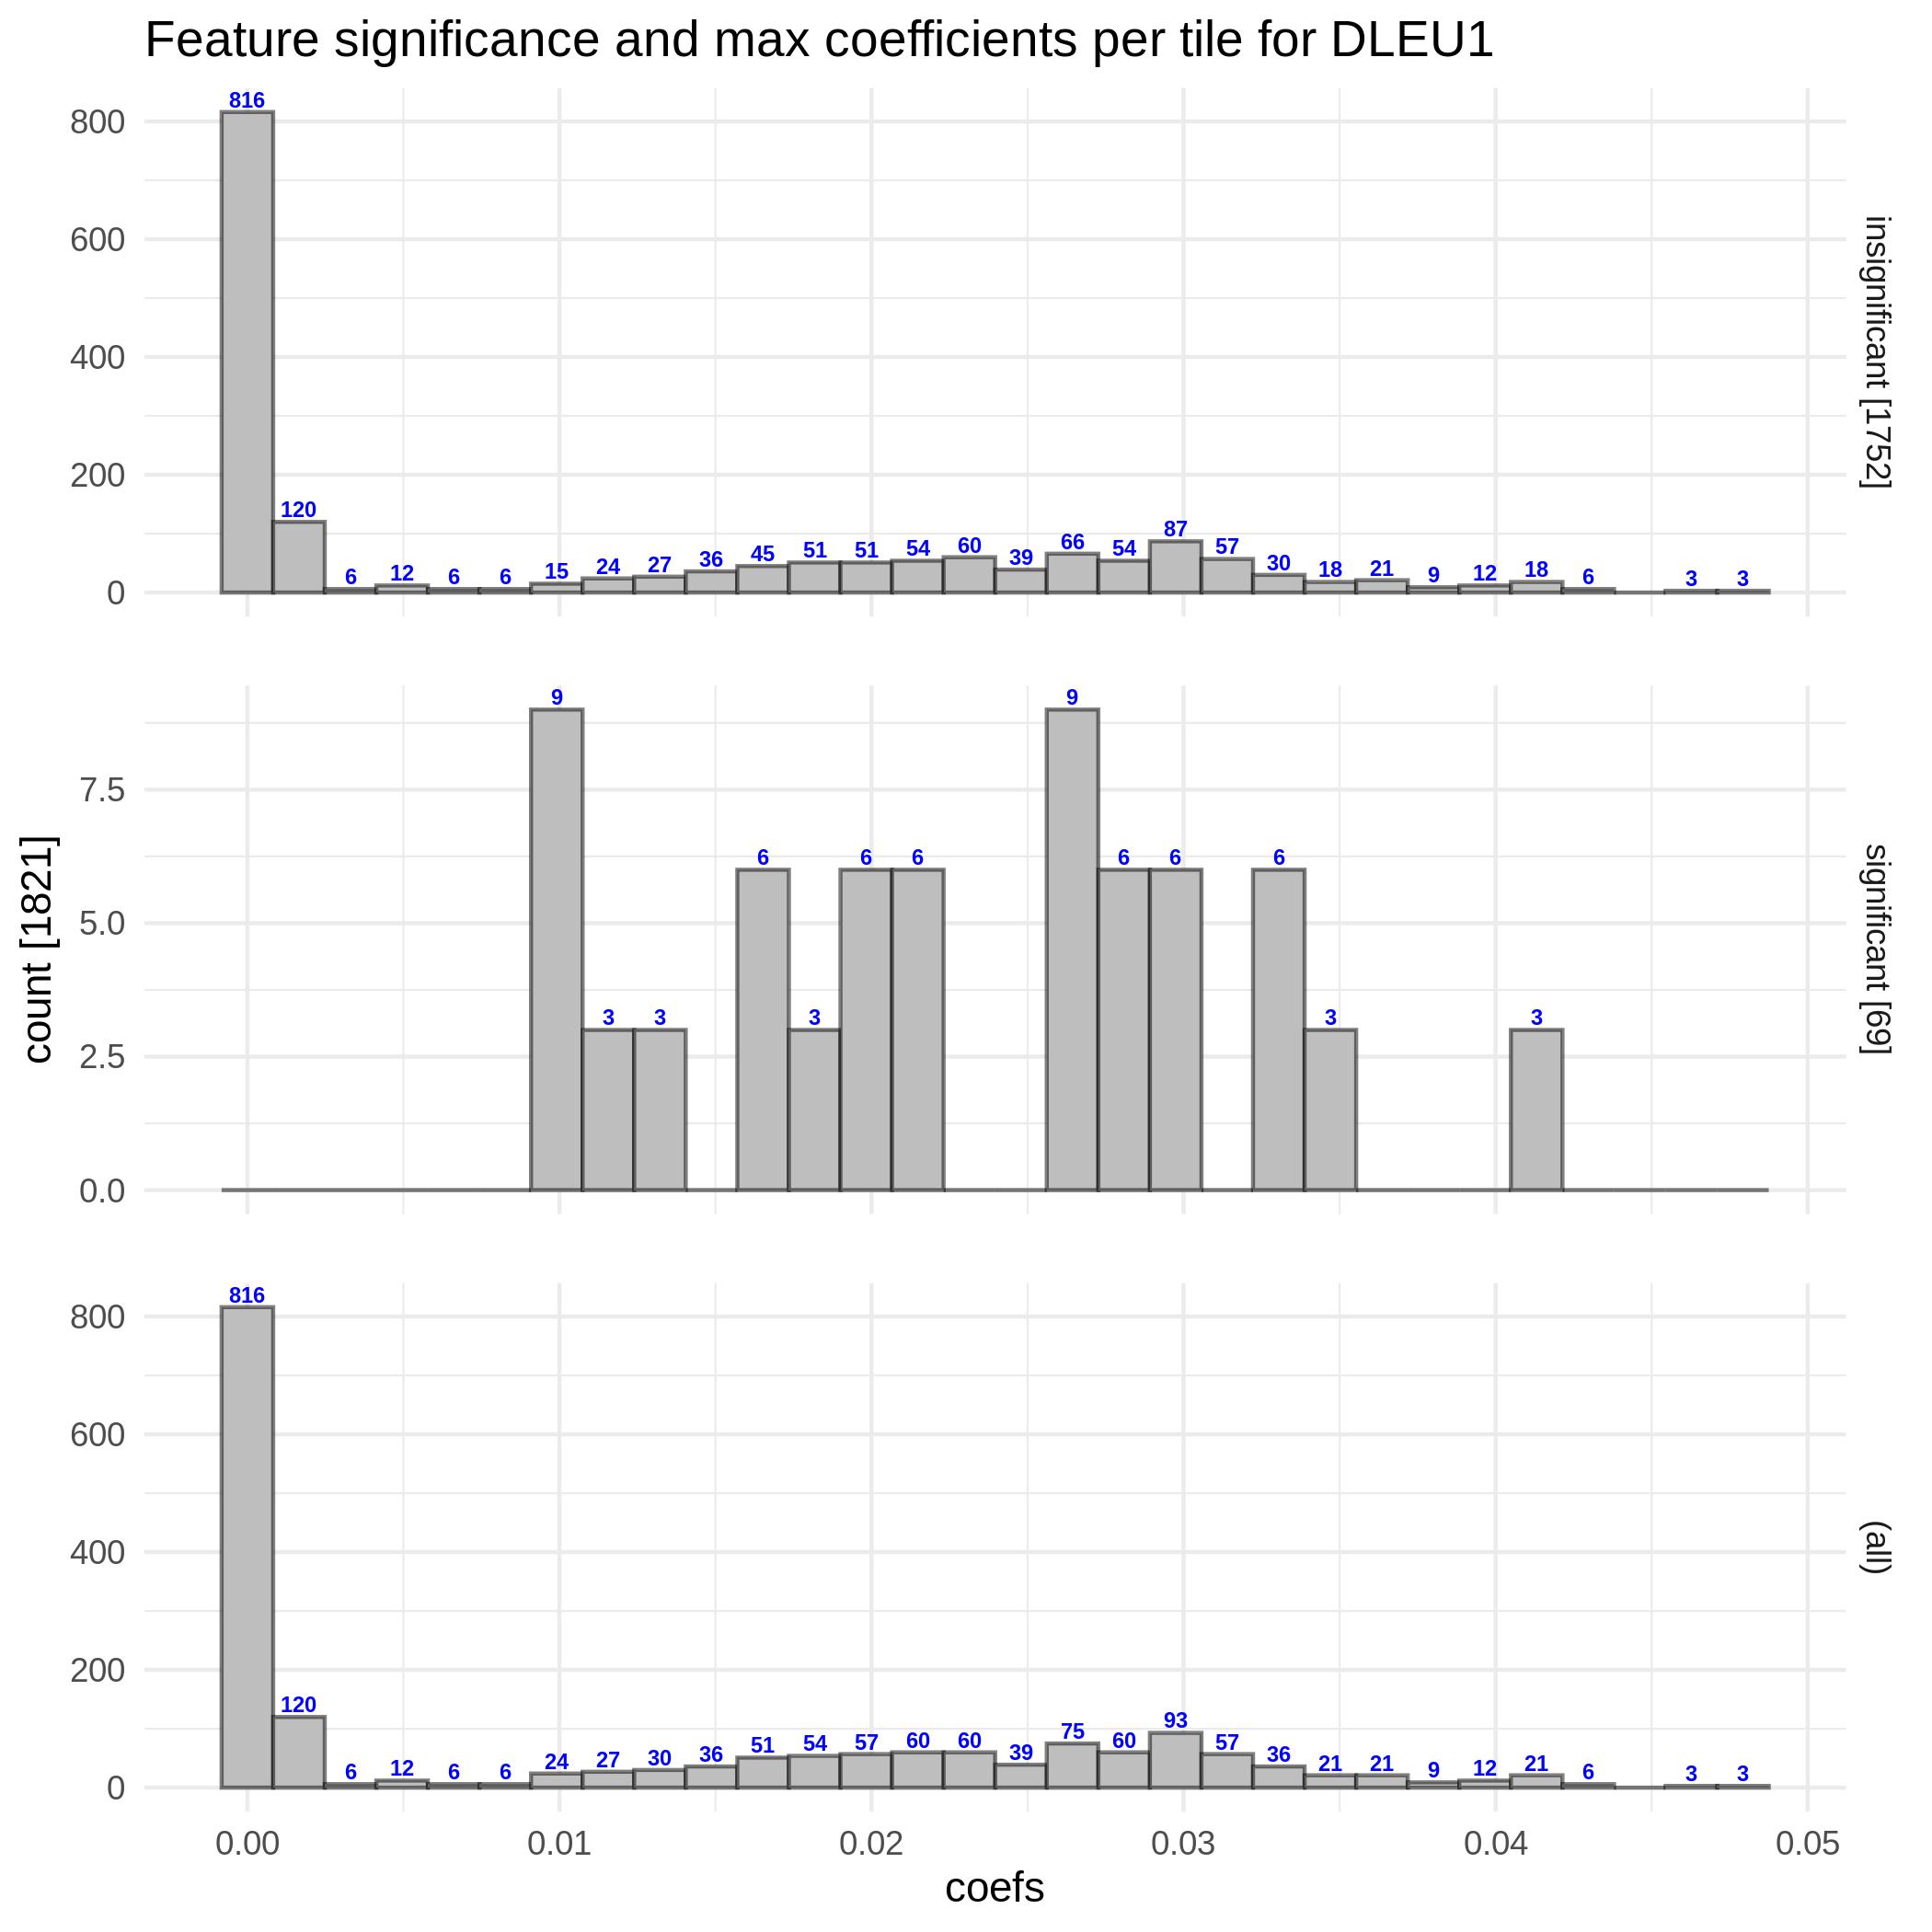 Feature significance and max coefficients per tile for DLEU1
816
800
600
400
200
0
120 6 12 6 6 15 24 27 36 45 51 51 54 60 39 66 54 87 57 30 18 21 9 12 18 6 3 3
insignificant [1752]
count [1821]
7.5
5.0
2.5
0.0
9 3 3 6 3 6 6 9 6 6 6 3 3
significant [69]
816
800
600
400
200
0
120 6 12 6 6 24 27 30 36 51 54 57 60 60 39 75 60 93 57 36 21 21 9 12 21 6 3 3
(all)
0.00 0.01 0.02 0.03 0.04 0.05
coefs